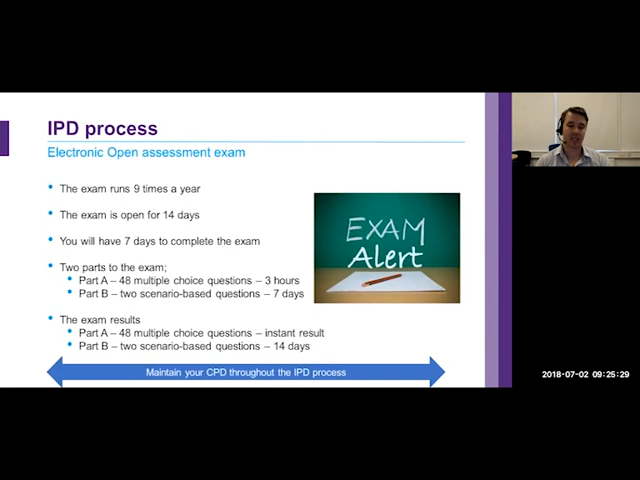 IPD process
Electronic Open assessment exam
• The exam runs 9 times a year
• The exam is open for 14 days
• You will have 7 days to complete the exam
• Two parts to the exam;
• Part A – 48 multiple choice questions – 3 hours
• Part B – two scenario-based questions – 7 days
• The exam results
• Part A – 48 multiple choice questions – instant result
• Part B – two scenario-based questions – 14 days
EXAM
Alert
Maintain your CPD throughout the IPD process
2018-07-02 09:25:29